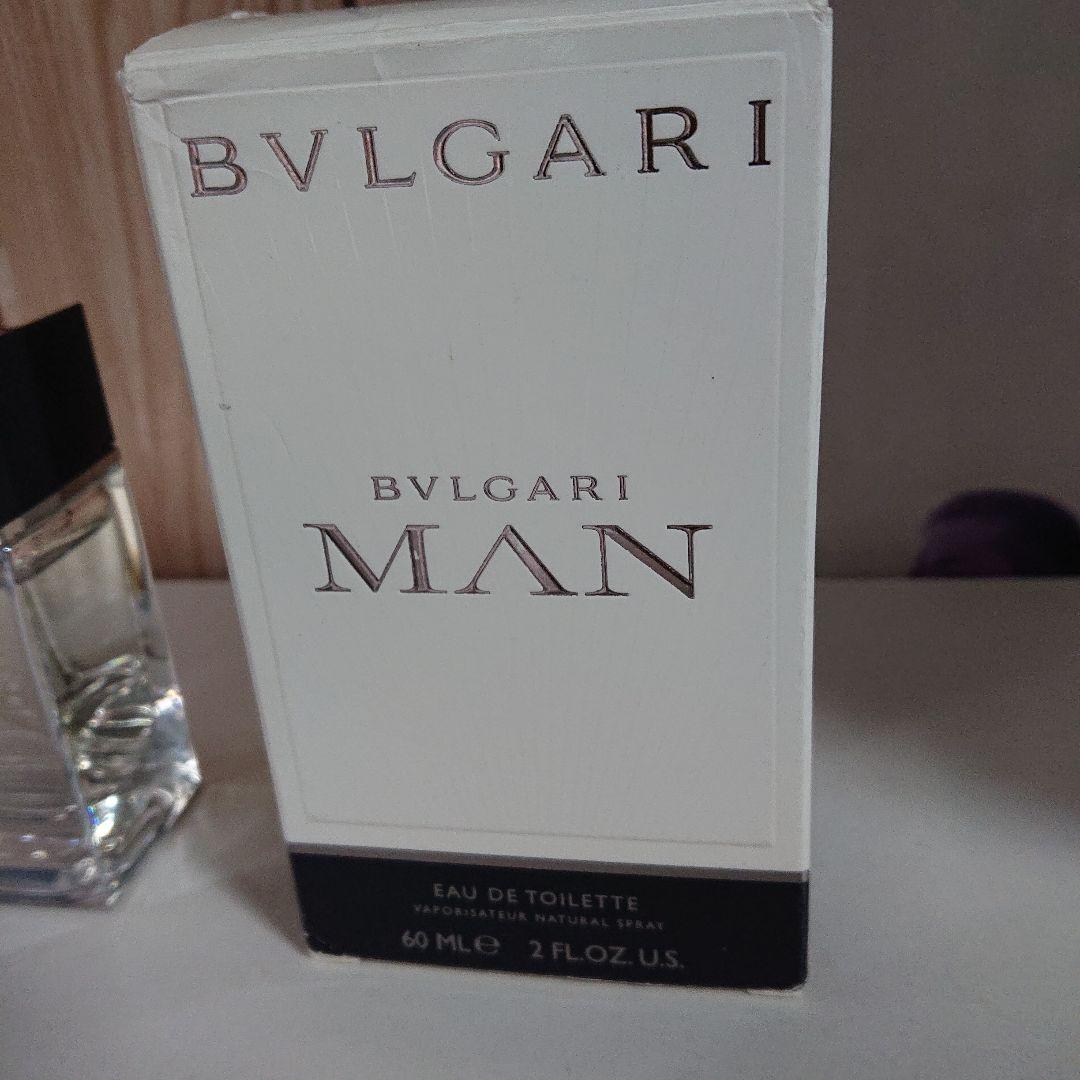 BVLGARI
BVLGARI
MAN
EAU DE TOILETTE
VAPORISATEUR NATURAL SPRAY
60 ML℮ 2 FL.OZ. U.S.